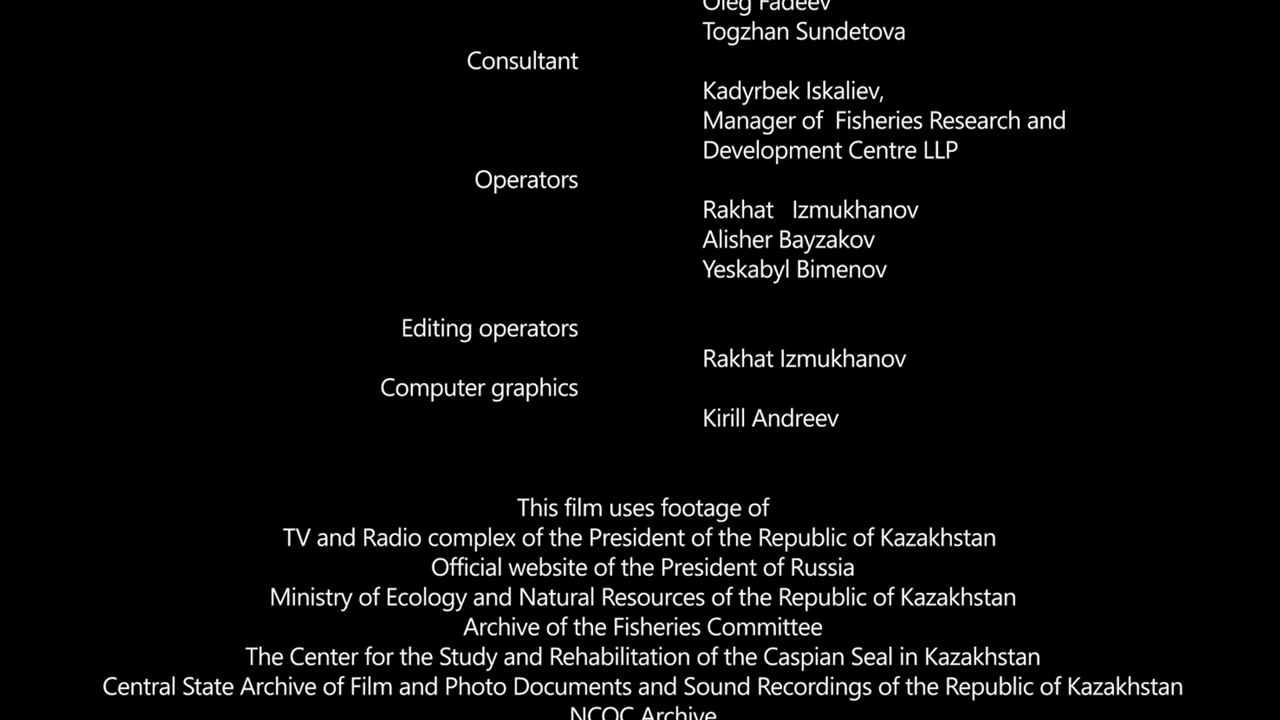 Oleg Fadeev
Togzhan Sundetova
Consultant
Kadyrbek Iskaliev,
Manager of  Fisheries Research and
Development Centre LLP
Operators
Rakhat   Izmukhanov
Alisher Bayzakov
Yeskabyl Bimenov
Editing operators
Rakhat Izmukhanov
Computer graphics
Kirill Andreev
This film uses footage of
TV and Radio complex of the President of the Republic of Kazakhstan
Official website of the President of Russia
Ministry of Ecology and Natural Resources of the Republic of Kazakhstan
Archive of the Fisheries Committee
The Center for the Study and Rehabilitation of the Caspian Seal in Kazakhstan
Central State Archive of Film and Photo Documents and Sound Recordings of the Republic of Kazakhstan
NCOC Archive